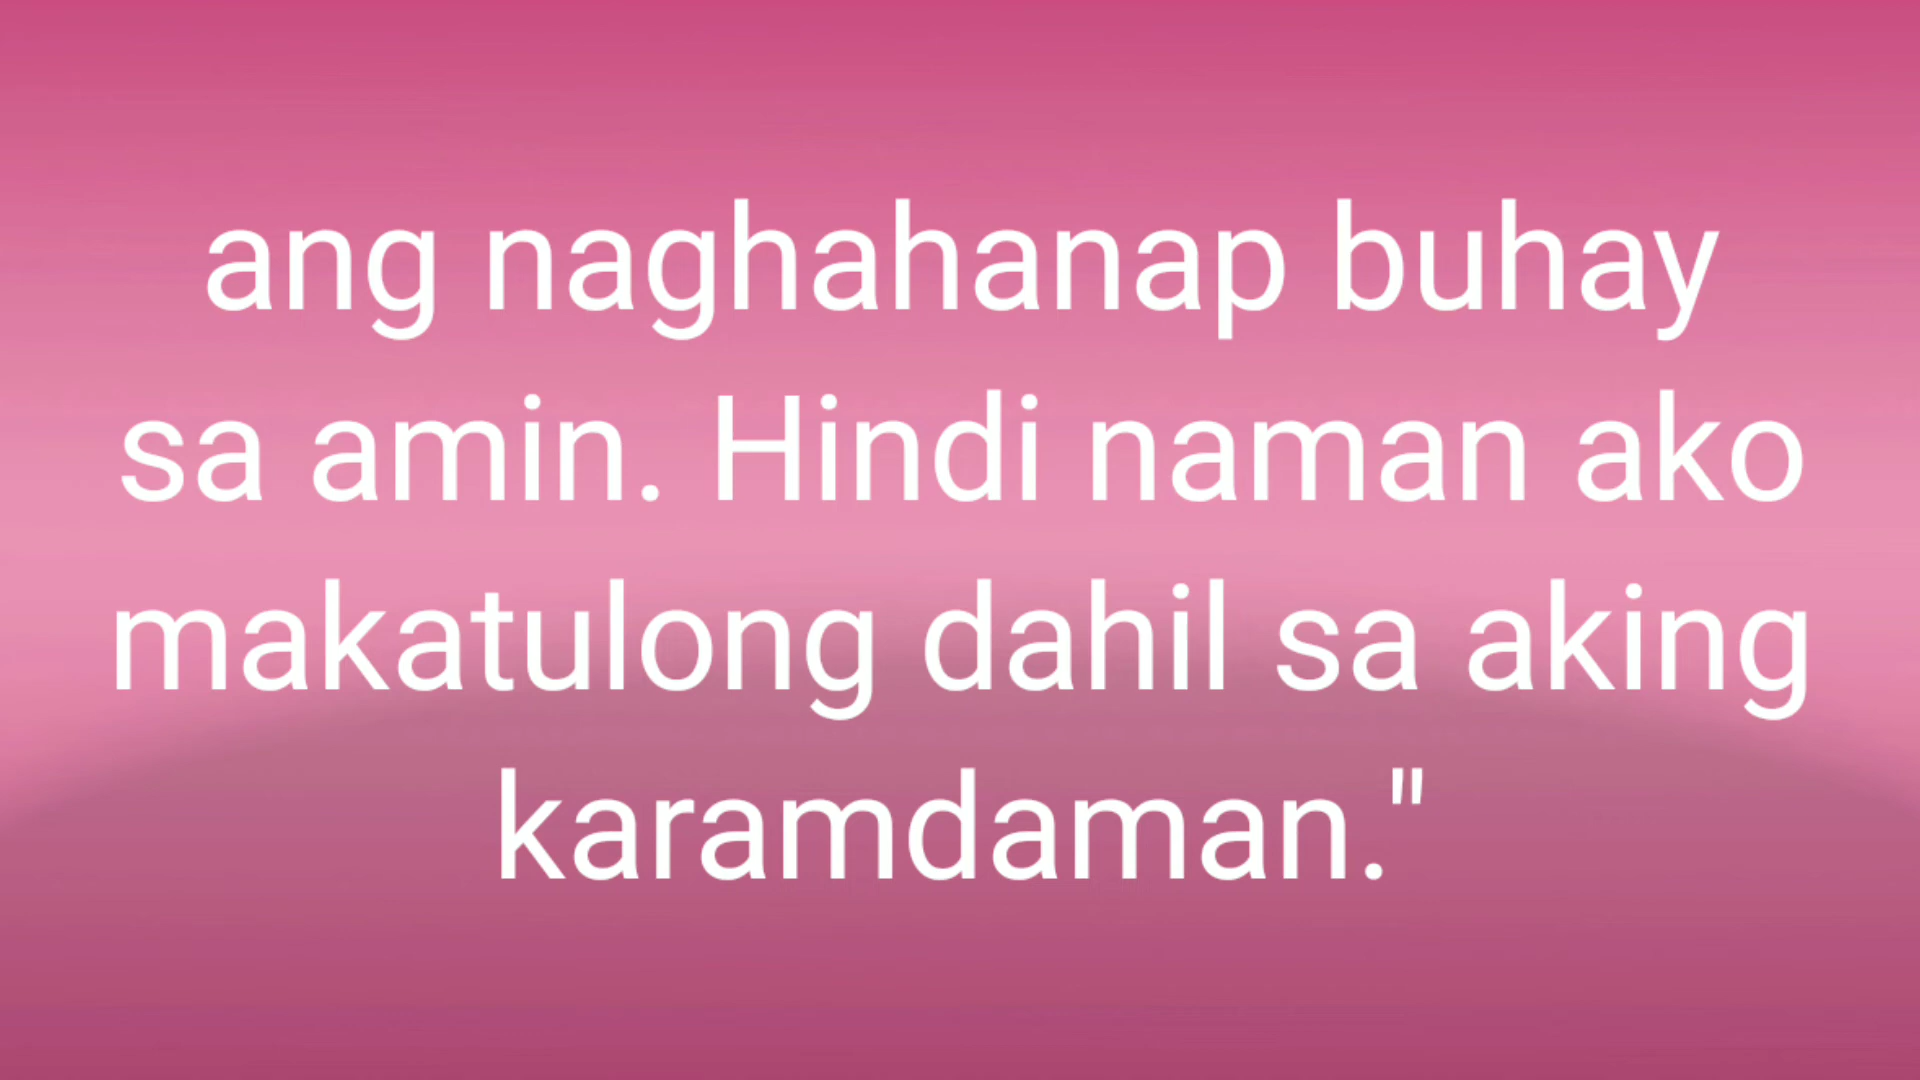 ang naghahanap buhay
sa amin. Hindi naman ako
makatulong dahil sa aking
karamdaman."